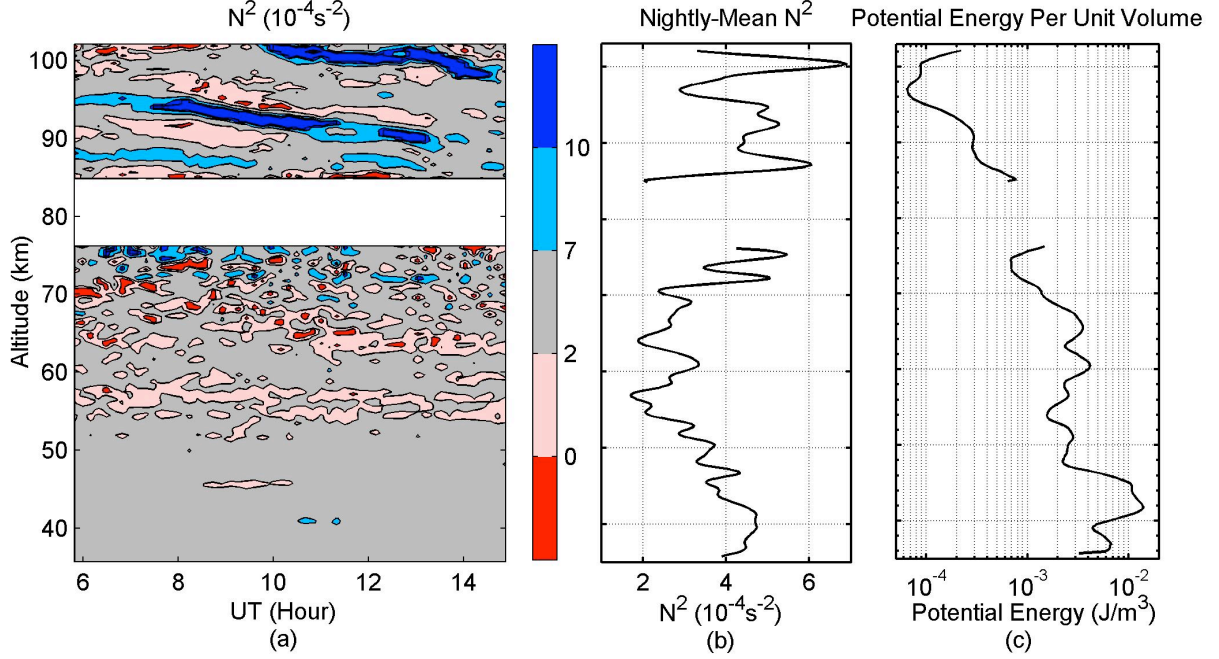 N² (10⁻⁴s⁻²)
100
90
80
70
60
50
40
Altitude (km)
6
8
10
12
14
UT (Hour)
(a)
10
7
2
0
Nightly-Mean N²
2
4
6
N² (10⁻⁴s⁻²)
(b)
Potential Energy Per Unit Volume
10⁻⁴
10⁻³
10⁻²
Potential Energy (J/m³)
(c)